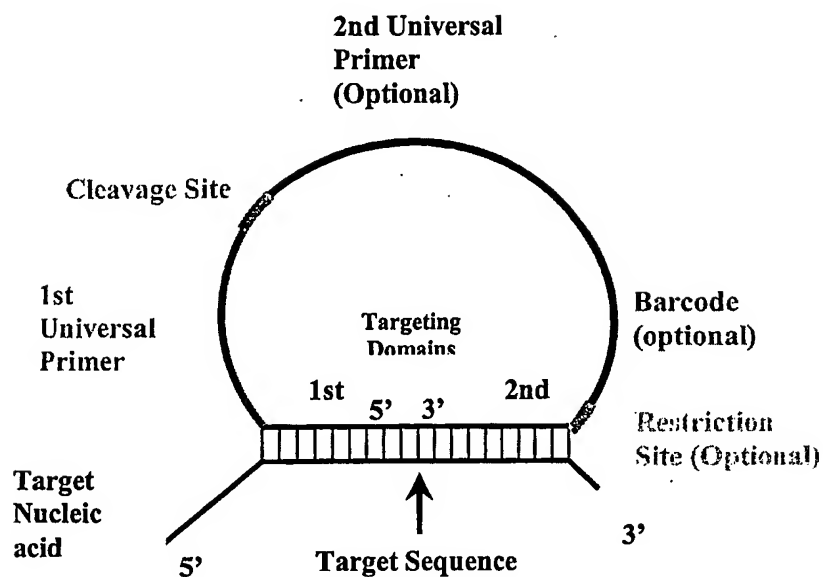 2nd Universal
Primer
(Optional)
Cleavage Site
1st
Universal
Primer
Targeting
Domains
Barcode
(optional)
1st
5’
3’
2nd
Restriction
Site (Optional)
Target
Nucleic
acid
5’
Target Sequence
3’